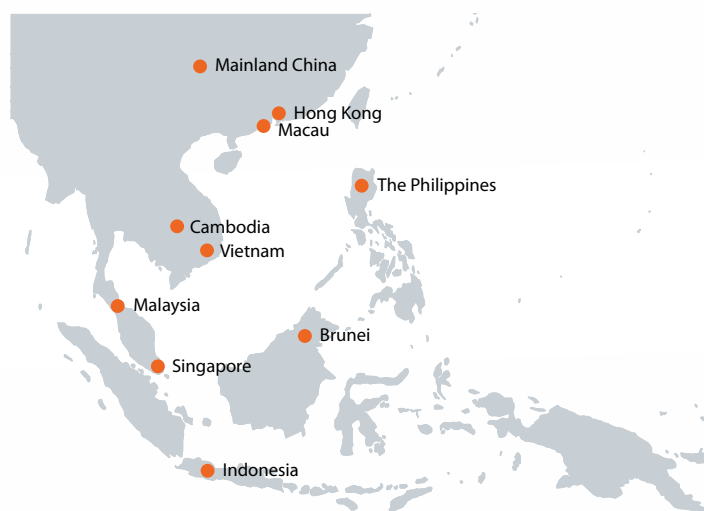 Mainland China
Hong Kong
Macau
The Philippines
Cambodia
Vietnam
Malaysia
Brunei
Singapore
Indonesia